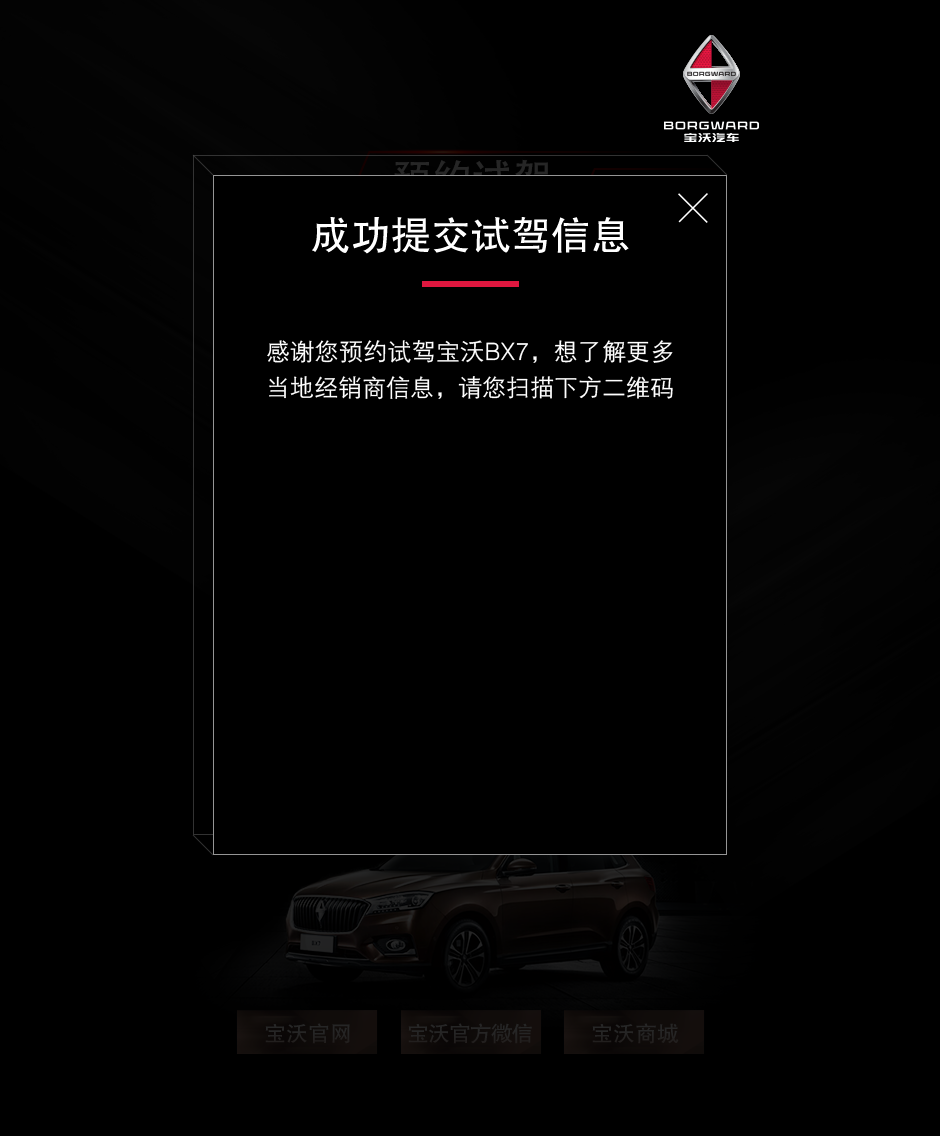 BORGWARD
BORGWARD
宝沃汽车
预约试驾
成功提交试驾信息
感谢您预约试驾宝沃BX7，想了解更多
当地经销商信息，请您扫描下方二维码
BX7
宝沃官网
宝沃官方微信
宝沃商城